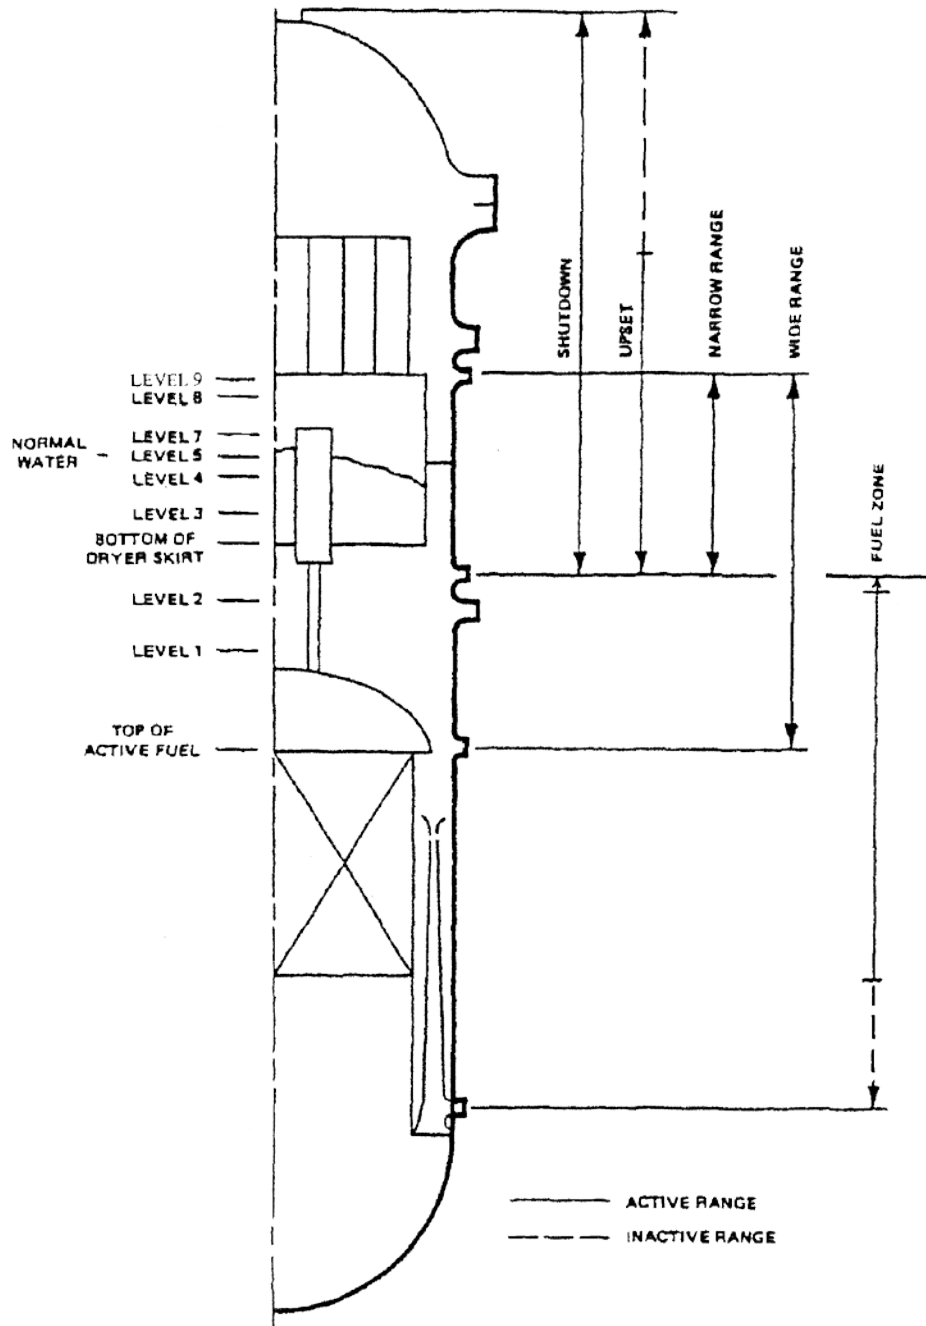 SHUTDOWN
UPSET
NARROW RANGE
WIDE RANGE
FUEL ZONE
LEVEL 9
LEVEL 8
LEVEL 7
NORMAL
WATER -
LEVEL 5
LEVEL 4
LEVEL 3
BOTTOM OF
DRYER SKIRT
LEVEL 2
LEVEL 1
TOP OF
ACTIVE FUEL
ACTIVE RANGE
INACTIVE RANGE